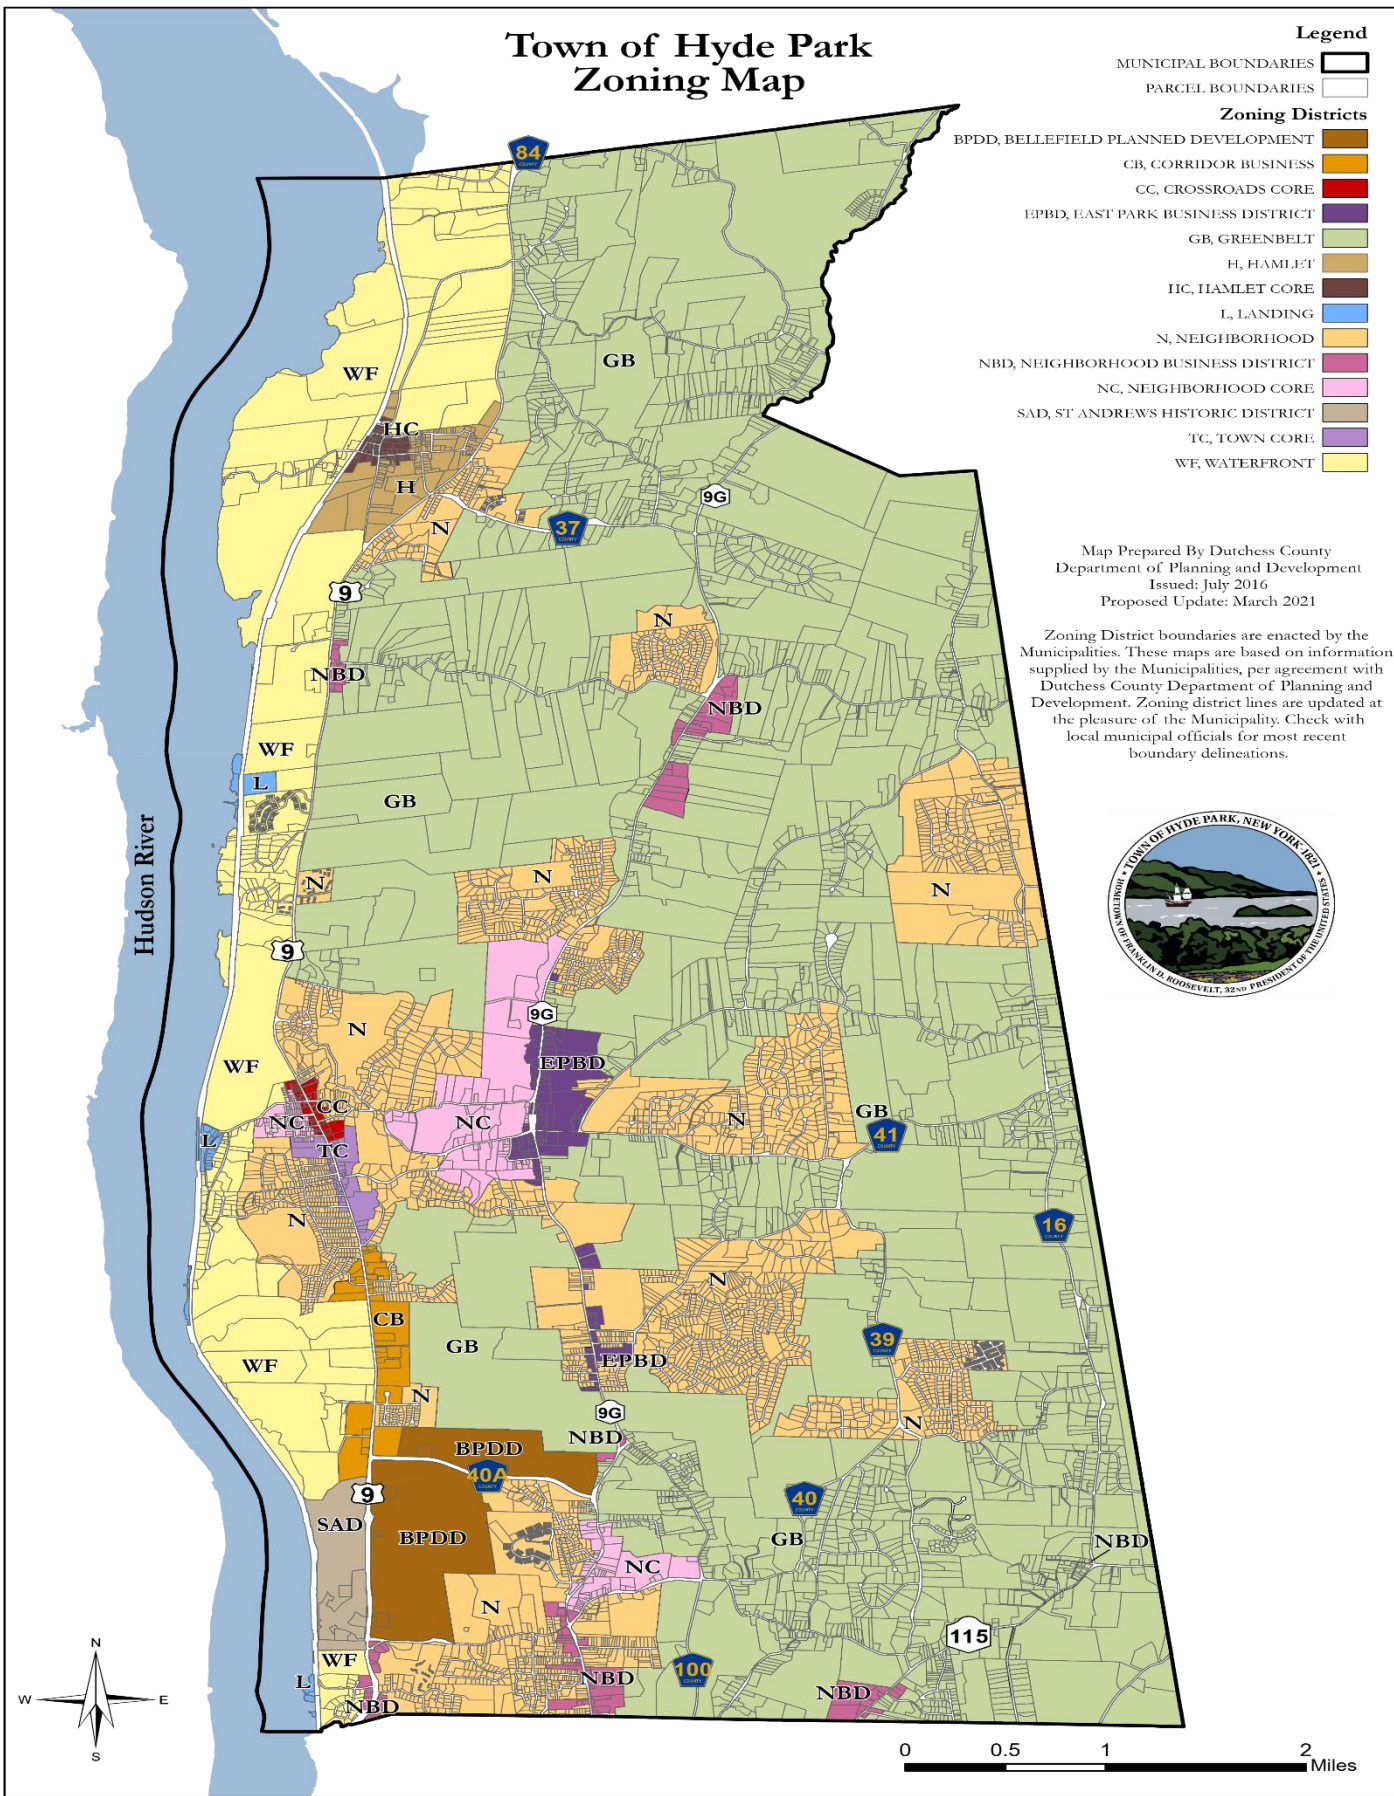 Town of Hyde Park
Zoning Map
Legend
MUNICIPAL BOUNDARIES
PARCEL BOUNDARIES
Zoning Districts
BPDD, BELLEFIELD PLANNED DEVELOPMENT
CB, CORRIDOR BUSINESS
CC, CROSSROADS CORE
EPBD, EAST PARK BUSINESS DISTRICT
GB, GREENBELT
H, HAMLET
HC, HAMLET CORE
L, LANDING
N, NEIGHBORHOOD
NBD, NEIGHBORHOOD BUSINESS DISTRICT
NC, NEIGHBORHOOD CORE
SAD, ST ANDREWS HISTORIC DISTRICT
TC, TOWN CORE
WF, WATERFRONT
Map Prepared By Dutchess County
Department of Planning and Development
Issued: July 2016
Proposed Update: March 2021
Zoning District boundaries are enacted by the
Municipalities. These maps are based on information
supplied by the Municipalities, per agreement with
Dutchess County Department of Planning and
Development. Zoning district lines are updated at
the pleasure of the Municipality. Check with
local municipal officials for most recent
boundary delineations.
TOWN OF HYDE PARK, NEW YORK-1821
HOMETOWN OF FRANKLIN D. ROOSEVELT, 32ND PRESIDENT OF THE UNITED STATES
84
COUNTY
GB
WF
HC
H
9G
N
37
COUNTY
9
N
NBD
NBD
WF
L
GB
Hudson River
N
N
N
9
9G
N
EPBD
WF
CC
NC
NC
N
GB
41
COUNTY
L
TC
N
16
COUNTY
N
CB
GB
39
COUNTY
WF
EPBD
N
9G
N
NBD
BPDD
40A
COUNTY
9
40
COUNTY
SAD
BPDD
GB
NBD
NC
N
115
WF
100
COUNTY
L
NBD
NBD
NBD
N
W
E
S
0
0.5
1
2
Miles